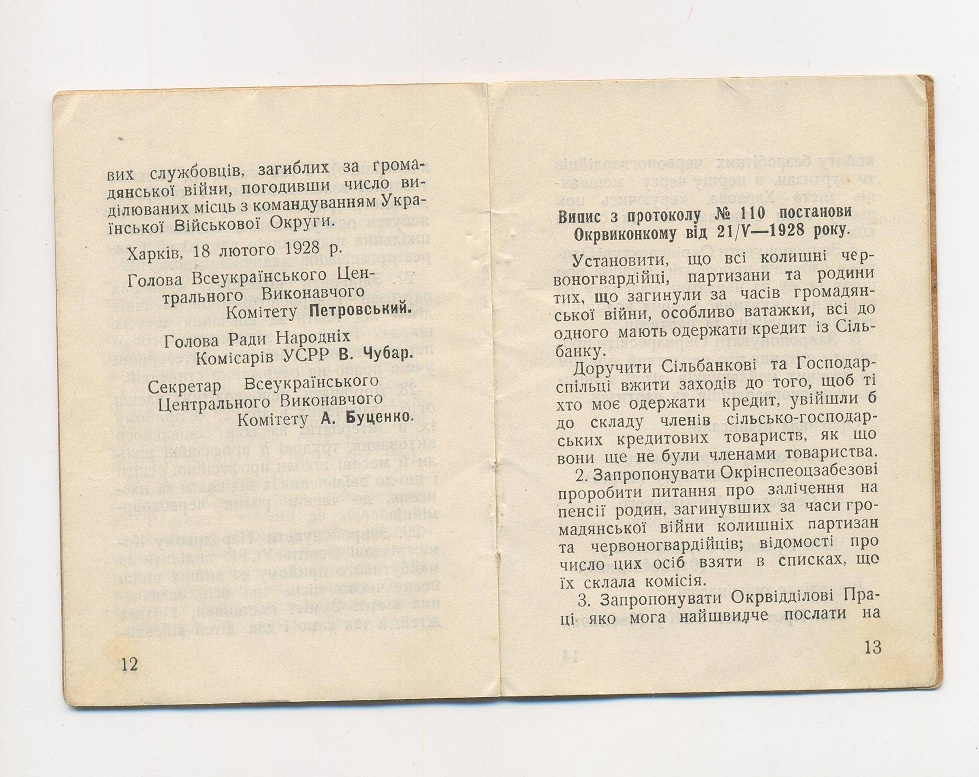 вих службовців, загиблих за грома-
дянської війни, погодивши число ви-
ділюваних місць з командуванням Укра-
їнської Військової Округи.
Харків, 18 лютого 1928 р.
Голова Всеукраїнського Цен-
трального Виконавчого
Комітету Петровський.
Голова Ради Народніх
Комісарів УСРР В. Чубар.
Секретар Всеукраїнського
Центрального Виконавчого
Комітету А. Буценко.
12
Випис з протоколу № 110 постанови
Окрвиконкому від 21/V—1928 року.
Установити, що всі колишні чер-
воногвардійці, партизани та родини
тих, що загинули за часів громадян-
ської війни, особливо ватажки, всі до
одного мають одержати кредит із Сіль-
банку.
Доручити Сільбанкові та Господар-
спільці вжити заходів до того, щоб ті
хто моє одержати кредит, увійшли б
до складу членів сільсько-господар-
ських кредитових товариств, як що
вони ще не були членами товариства.
2. Запропонувати Окрінспеоцзабезові
проробити питання про залічення на
пенсії родин, загинувших за часи гро-
мадянської війни колишніх партизан
та червоногвардійців; відомості про
число цих осіб взяти в списках, що
їх склала комісія.
3. Запропонувати Окрвідділові Пра-
ці яко мога найшвидче послати на
13